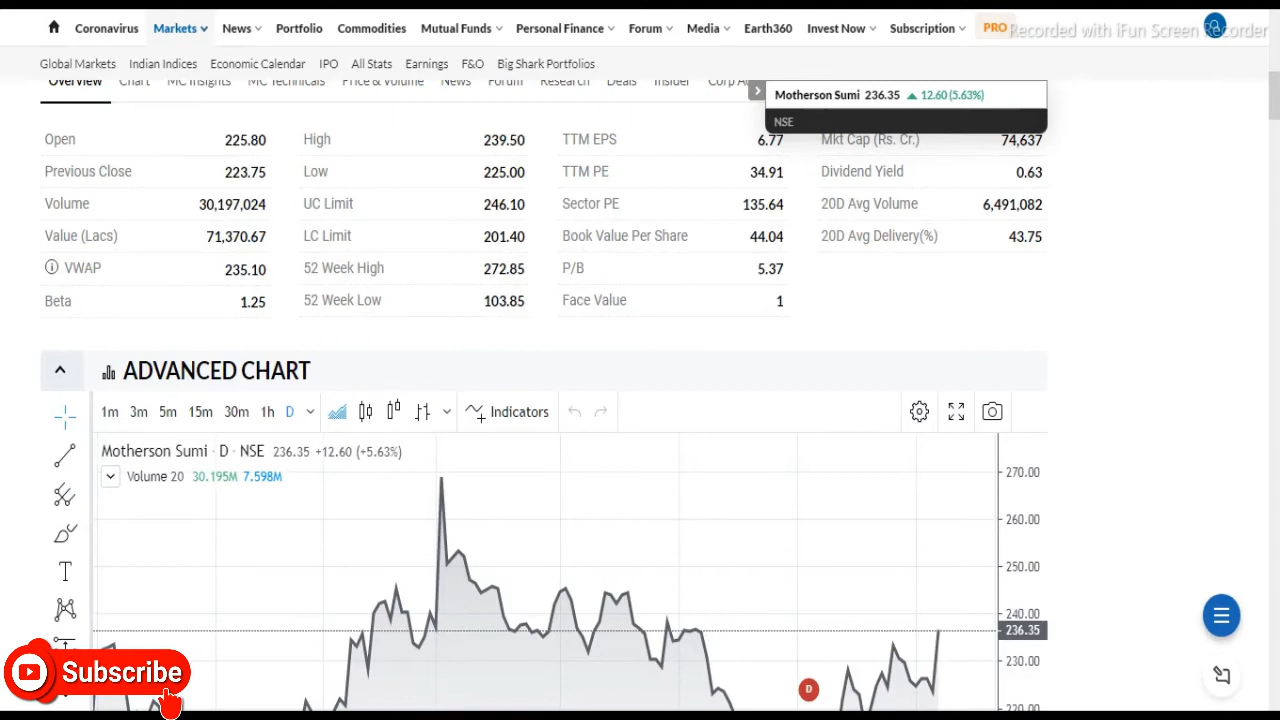 Coronavirus Markets News Portfolio Commodities Mutual Funds Personal Finance Forum Media Earth360 Invest Now Subscription PRO
Recorded with iFun Screen Recorder
Global Markets Indian Indices Economic Calendar IPO All Stats Earnings F&O Big Shark Portfolios
Overview Chart MC Insights MC Technicals Price & Volume News Forum Research Deals Insider Corp
Motherson Sumi 236.35 ▲ 12.60 (5.63%)
NSE
Open 225.80 High 239.50 TTM EPS 6.77 Mkt Cap (Rs. Cr.) 74,637
Previous Close 223.75 Low 225.00 TTM PE 34.91 Dividend Yield 0.63
Volume 30,197,024 UC Limit 246.10 Sector PE 135.64 20D Avg Volume 6,491,082
Value (Lacs) 71,370.67 LC Limit 201.40 Book Value Per Share 44.04 20D Avg Delivery(%) 43.75
VWAP 235.10 52 Week High 272.85 P/B 5.37
Beta 1.25 52 Week Low 103.85 Face Value 1
ADVANCED CHART
1m 3m 5m 15m 30m 1h D Indicators
Motherson Sumi · D · NSE 236.35 +12.60 (+5.63%)
Volume 20 30.195M 7.598M
270.00
260.00
250.00
240.00
236.35
230.00
220.00
T
D
Subscribe